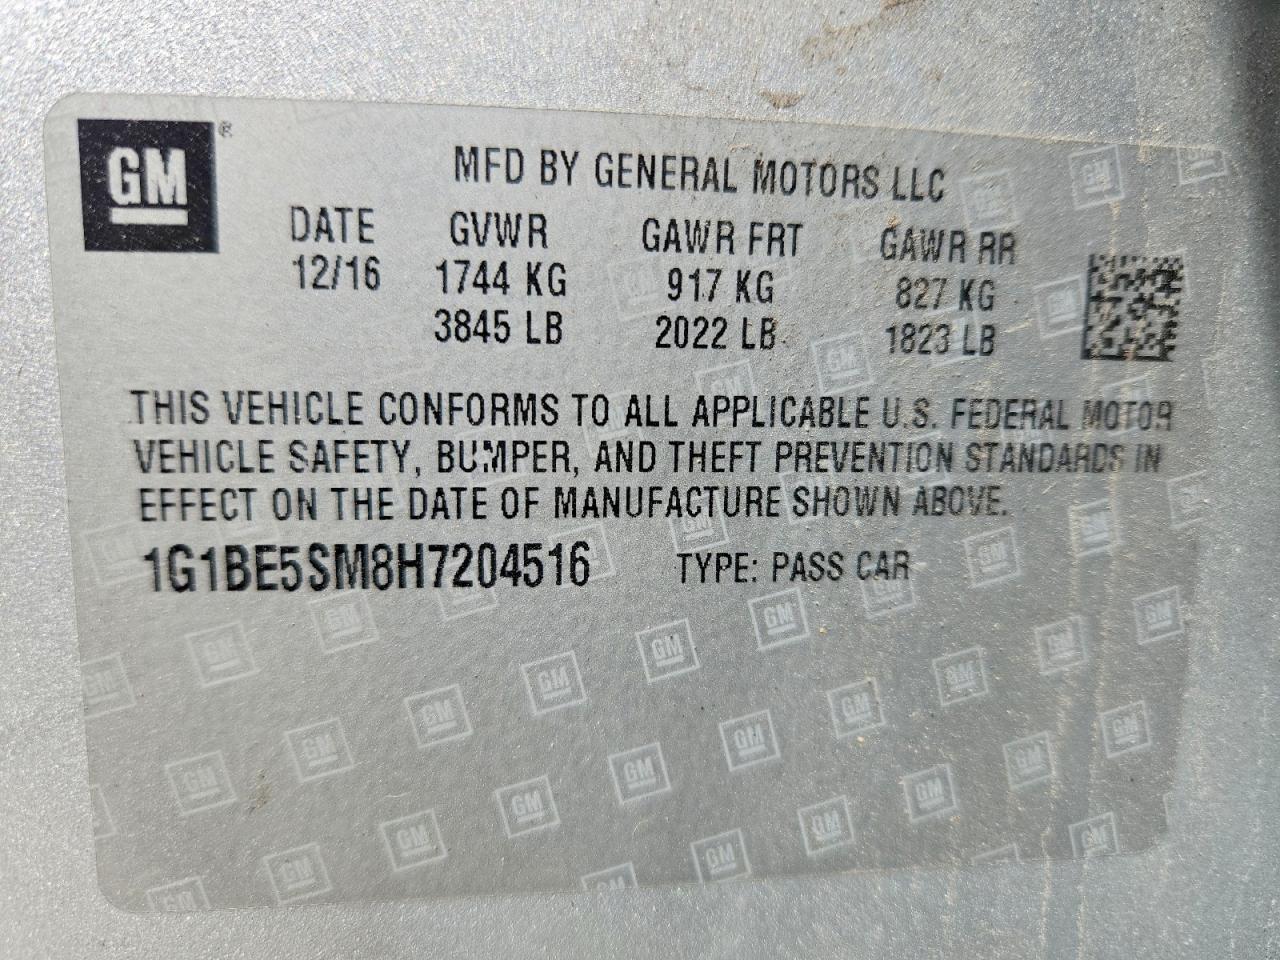 GM®
MFD BY GENERAL MOTORS LLC
DATE GVWR GAWR FRT GAWR RR
12/16 1744 KG 917 KG 827 KG
3845 LB 2022 LB 1823 LB
THIS VEHICLE CONFORMS TO ALL APPLICABLE U.S. FEDERAL MOTOR
VEHICLE SAFETY, BUMPER, AND THEFT PREVENTION STANDARDS IN
EFFECT ON THE DATE OF MANUFACTURE SHOWN ABOVE.
1G1BE5SM8H7204516 TYPE: PASS CAR